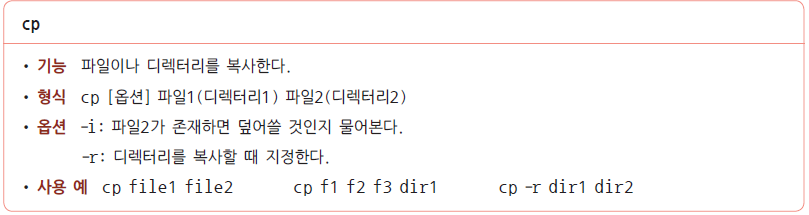 cp
• 기능 파일이나 디렉터리를 복사한다.
• 형식 cp [옵션] 파일1(디렉터리1) 파일2(디렉터리2)
• 옵션 -i: 파일2가 존재하면 덮어쓸 것인지 물어본다.
-r: 디렉터리를 복사할 때 지정한다.
• 사용 예 cp file1 file2 cp f1 f2 f3 dir1 cp -r dir1 dir2